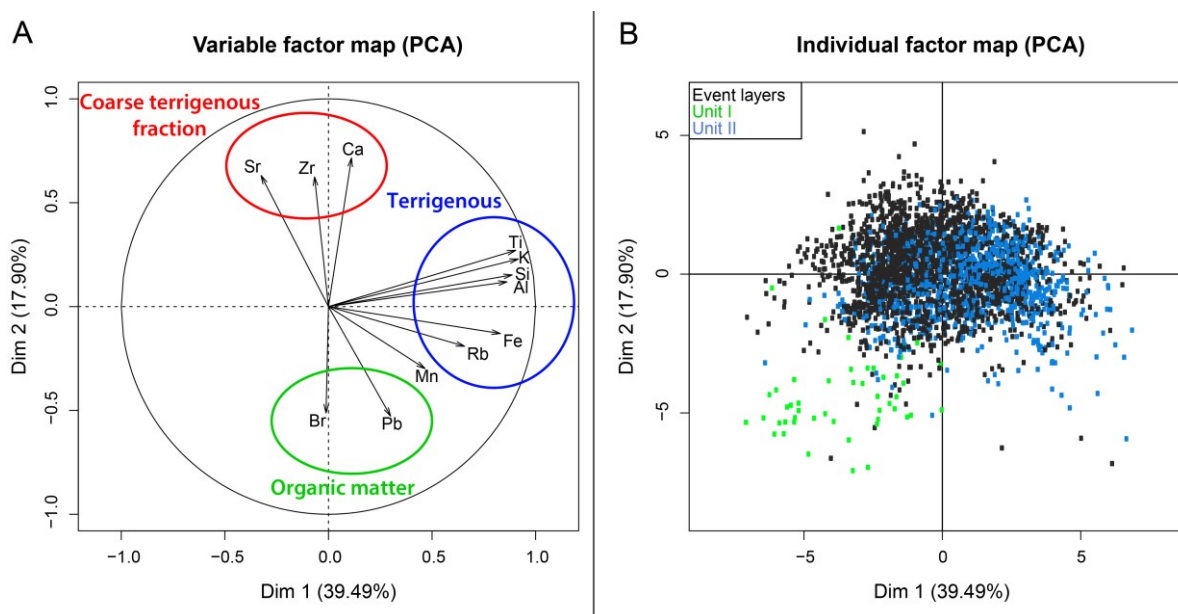 A
Variable factor map (PCA)
Coarse terrigenous
fraction
Sr
Zr
Ca
Terrigenous
Ti
K
Si
Al
Fe
Rb
Mn
Br
Pb
Organic matter
1.0
0.5
0.0
−0.5
−1.0
Dim 2 (17.90%)
−1.0
−0.5
0.0
0.5
1.0
Dim 1 (39.49%)
B
Individual factor map (PCA)
Event layers
Unit I
Unit II
5
0
−5
Dim 2 (17.90%)
−5
0
5
Dim 1 (39.49%)